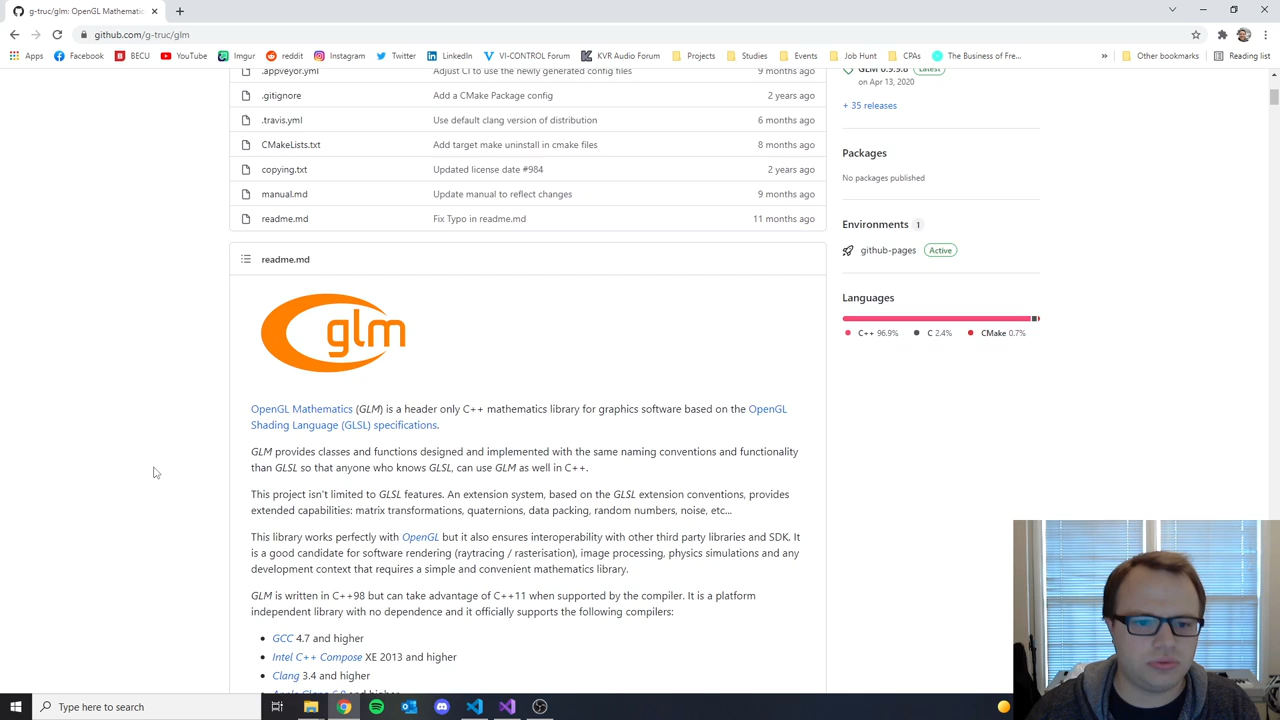 g-truc/glm: OpenGL Mathematic
github.com/g-truc/glm
Apps Facebook BECU YouTube Imgur reddit Instagram Twitter LinkedIn VI-CONTROL Forum KVR Audio Forum Projects Studies Events Job Hunt CPAs The Business of Fre... » Other bookmarks Reading list
.appveyor.yml Adjust CI to use the newly generated config files 9 months ago
.gitignore Add a CMake Package config 2 years ago
.travis.yml Use default clang version of distribution 6 months ago
CMakeLists.txt Add target make uninstall in cmake files 8 months ago
copying.txt Updated license date #984 2 years ago
manual.md Update manual to reflect changes 9 months ago
readme.md Fix Typo in readme.md 11 months ago
readme.md
glm
OpenGL Mathematics (GLM) is a header only C++ mathematics library for graphics software based on the OpenGL
Shading Language (GLSL) specifications.
GLM provides classes and functions designed and implemented with the same naming conventions and functionality
than GLSL so that anyone who knows GLSL, can use GLM as well in C++.
This project isn't limited to GLSL features. An extension system, based on the GLSL extension conventions, provides
extended capabilities: matrix transformations, quaternions, data packing, random numbers, noise, etc...
This library works perfectly with OpenGL but it also ensures interoperability with other third party libraries and SDK. It
is a good candidate for software rendering (raytracing / rasterisation), image processing, physics simulations and any
development context that requires a simple and convenient mathematics library.
GLM is written in C++98 but can take advantage of C++11 when supported by the compiler. It is a platform
independent library with no dependence and it officially supports the following compilers:
GCC 4.7 and higher
Intel C++ Composer XE 2013 and higher
Clang 3.4 and higher
GLM 0.9.9.8 Latest
on Apr 13, 2020
+ 35 releases
Packages
No packages published
Environments 1
github-pages Active
Languages
C++ 96.9% C 2.4% CMake 0.7%
Type here to search